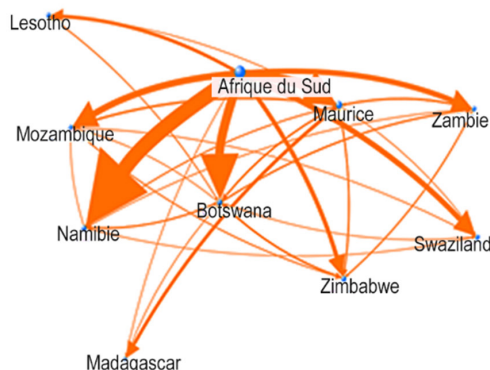 Lesotho
Afrique du Sud
Maurice
Zambie
Mozambique
Botswana
Namibie
Swaziland
Zimbabwe
Madagascar